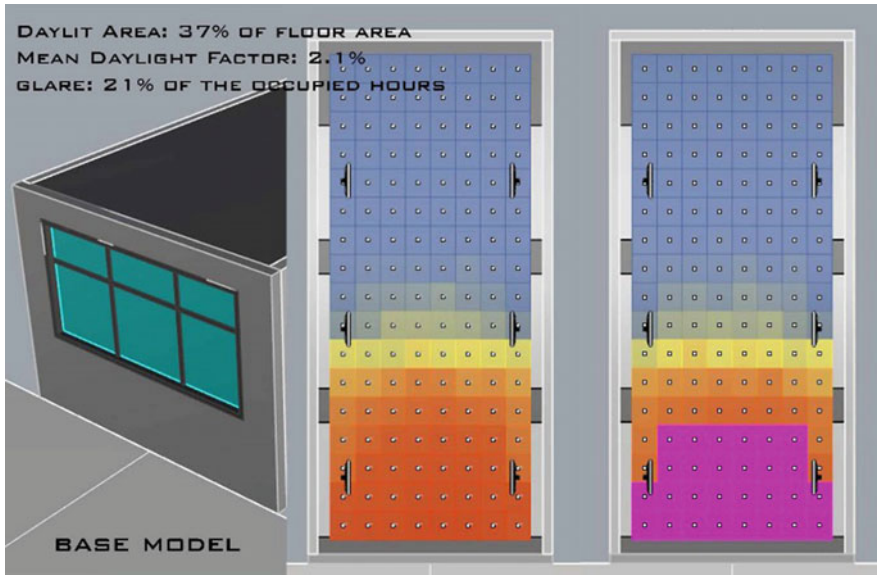 DAYLIT AREA: 37% OF FLOOR AREA
MEAN DAYLIGHT FACTOR: 2.1%
GLARE: 21% OF THE OCCUPIED HOURS
BASE MODEL